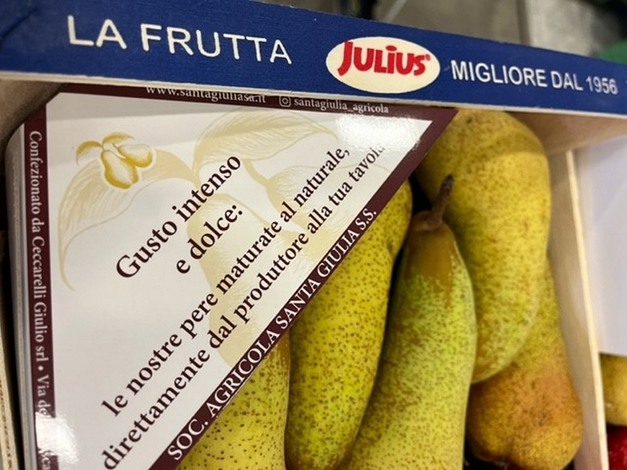 LA FRUTTA JULIUS® MIGLIORE DAL 1956
www.santagiuliasa.it santagiulia_agricola
Gusto intenso
e dolce:
le nostre pere maturate al naturale,
direttamente dal produttore alla tua tavola
SOC. AGRICOLA SANTA GIULIA S.S.
Confezionato da Ceccarelli Giulio srl • Via